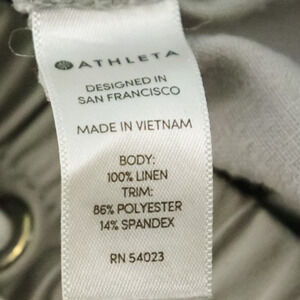 ATHLETA
DESIGNED IN
SAN FRANCISCO
MADE IN VIETNAM
BODY:
100% LINEN
TRIM:
86% POLYESTER
14% SPANDEX
RN 54023